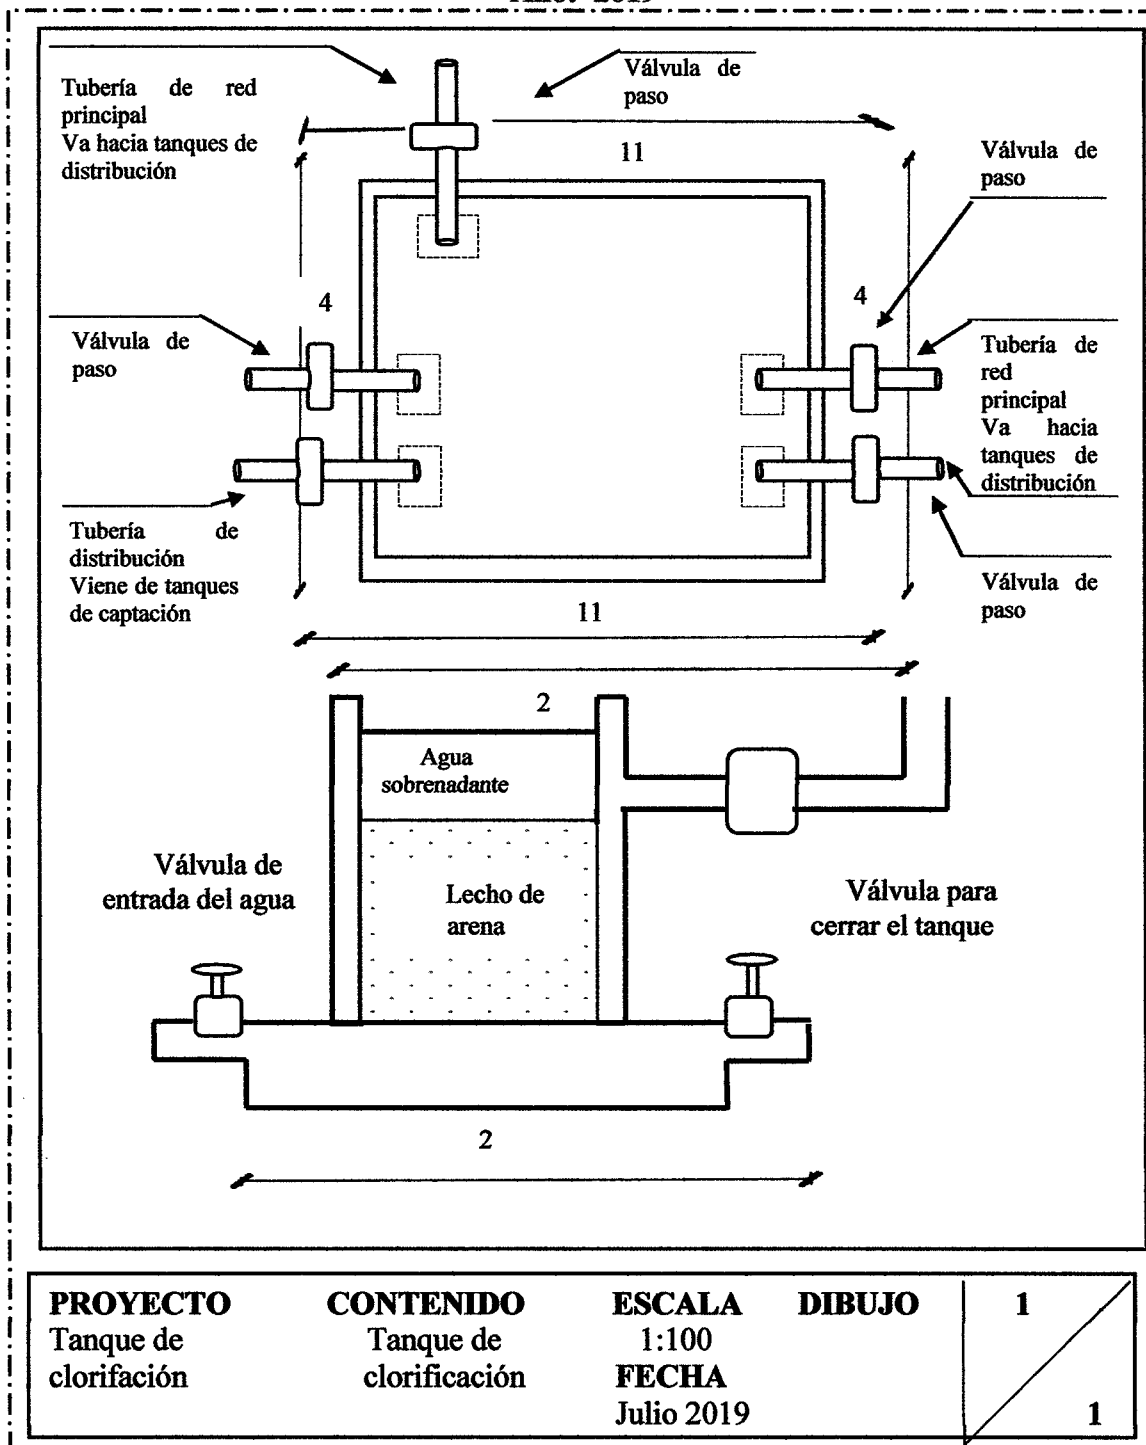 Tubería de red
principal
Va hacia tanques de
distribución
Válvula de
paso
11
Válvula de
paso
4
4
Válvula de
paso
Tubería de
red
principal
Va hacia
tanques de
distribución
Tubería de
distribución
Viene de tanques
de captación
Válvula de
paso
11
2
Agua
sobrenadante
Válvula de
entrada del agua
Lecho de
arena
Válvula para
cerrar el tanque
2
PROYECTO CONTENIDO ESCALA DIBUJO 1
Tanque de Tanque de 1:100
clorifación clorificación FECHA
Julio 2019 1